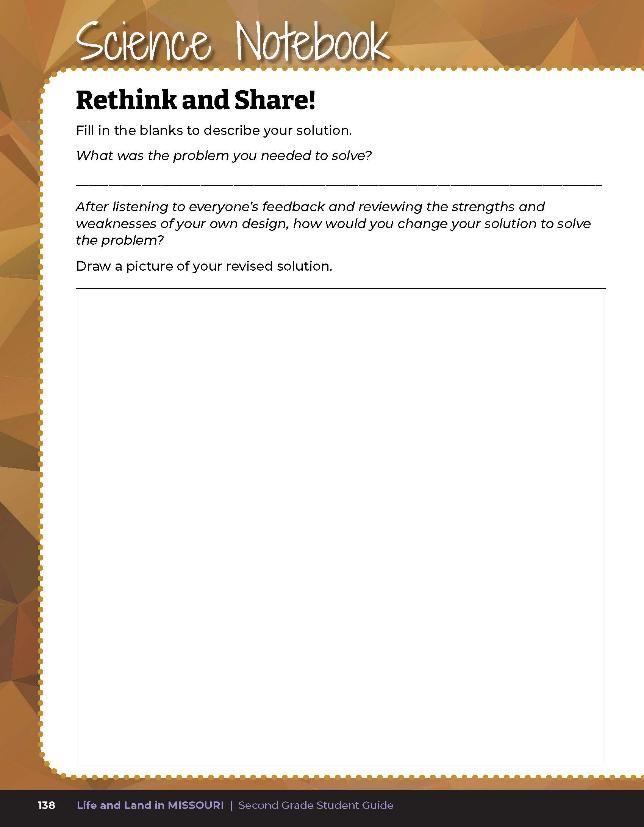 Science Notebook
Rethink and Share!
Fill in the blanks to describe your solution.
What was the problem you needed to solve?
After listening to everyone's feedback and reviewing the strengths and
weaknesses of your own design, how would you change your solution to solve
the problem?
Draw a picture of your revised solution.
138 Life and Land in MISSOURI | Second Grade Student Guide